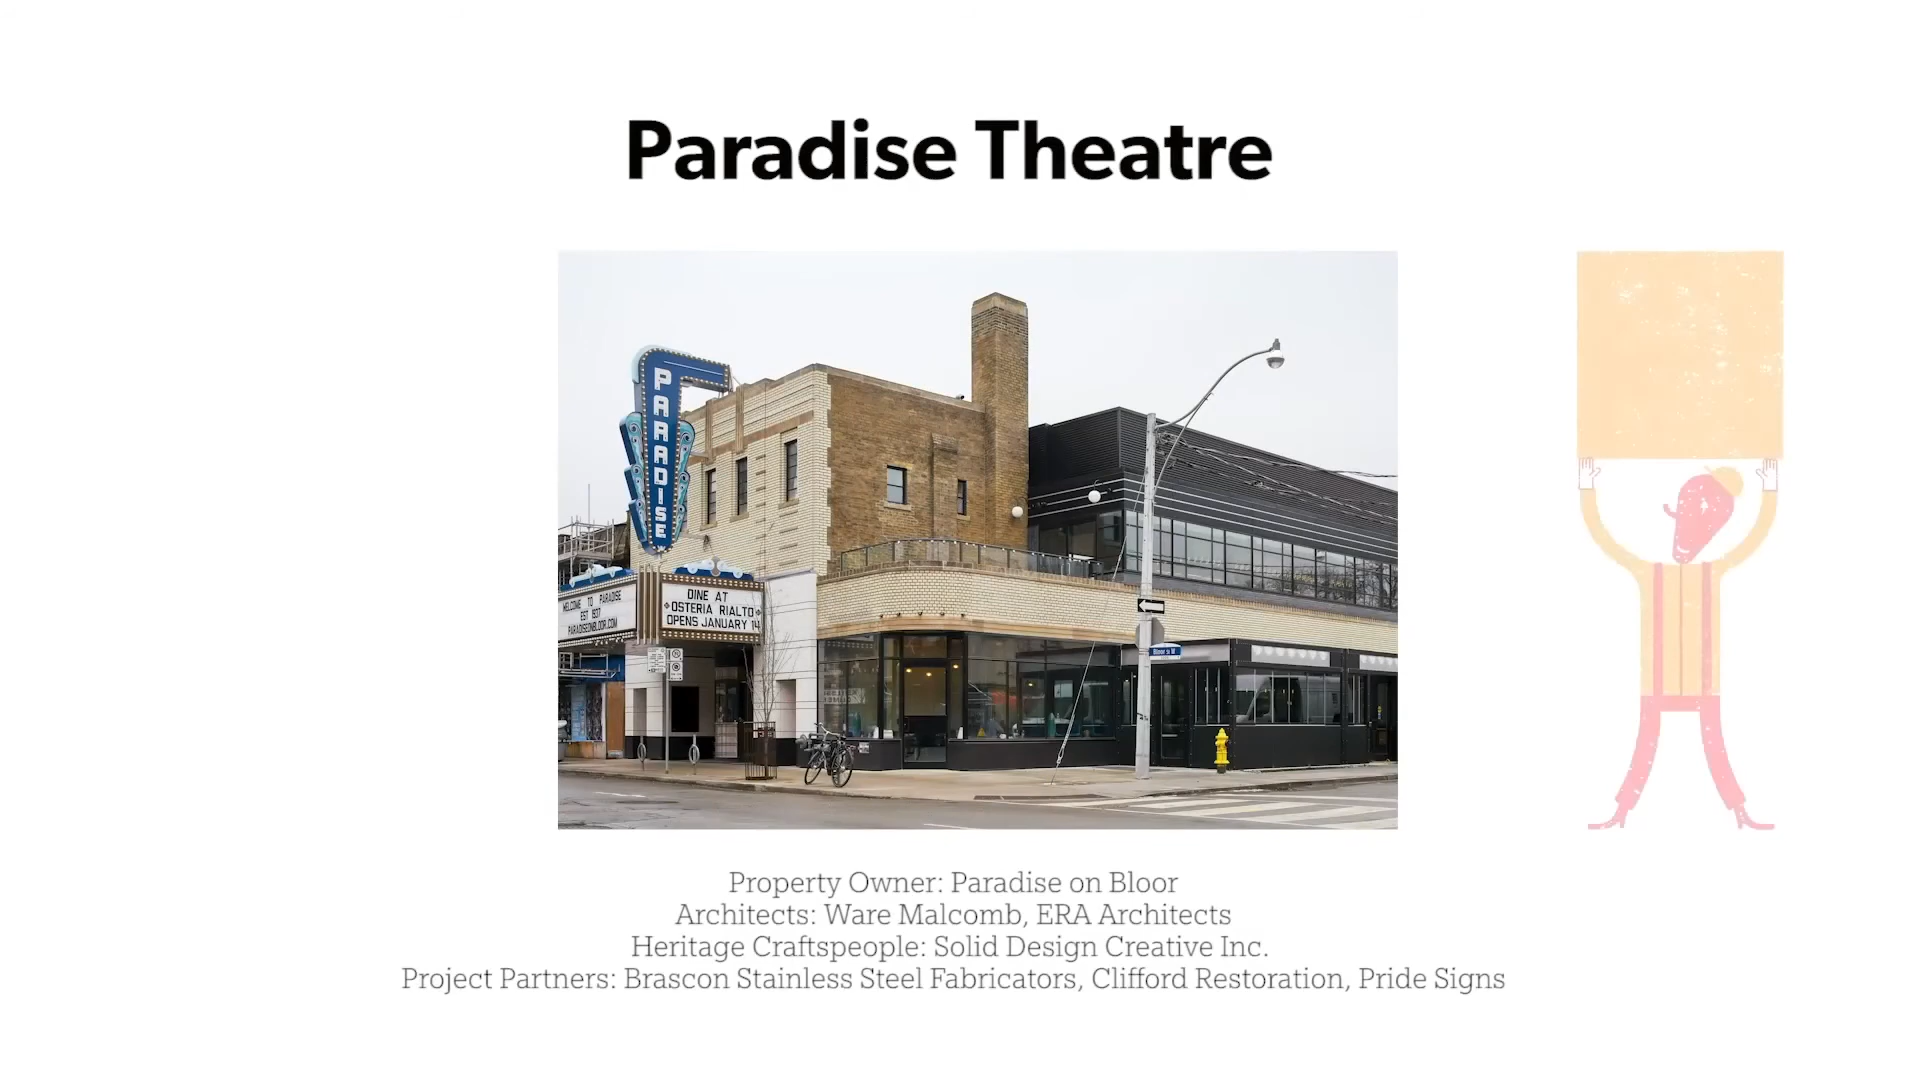 Paradise Theatre
PARADISE
WELCOME TO PARADISE
EST 1937
PARADISEONBLOOR.COM
DINE AT
OSTERIA RIALTO
OPENS JANUARY 14
Bloor St W
Property Owner: Paradise on Bloor
Architects: Ware Malcomb, ERA Architects
Heritage Craftspeople: Solid Design Creative Inc.
Project Partners: Brascon Stainless Steel Fabricators, Clifford Restoration, Pride Signs